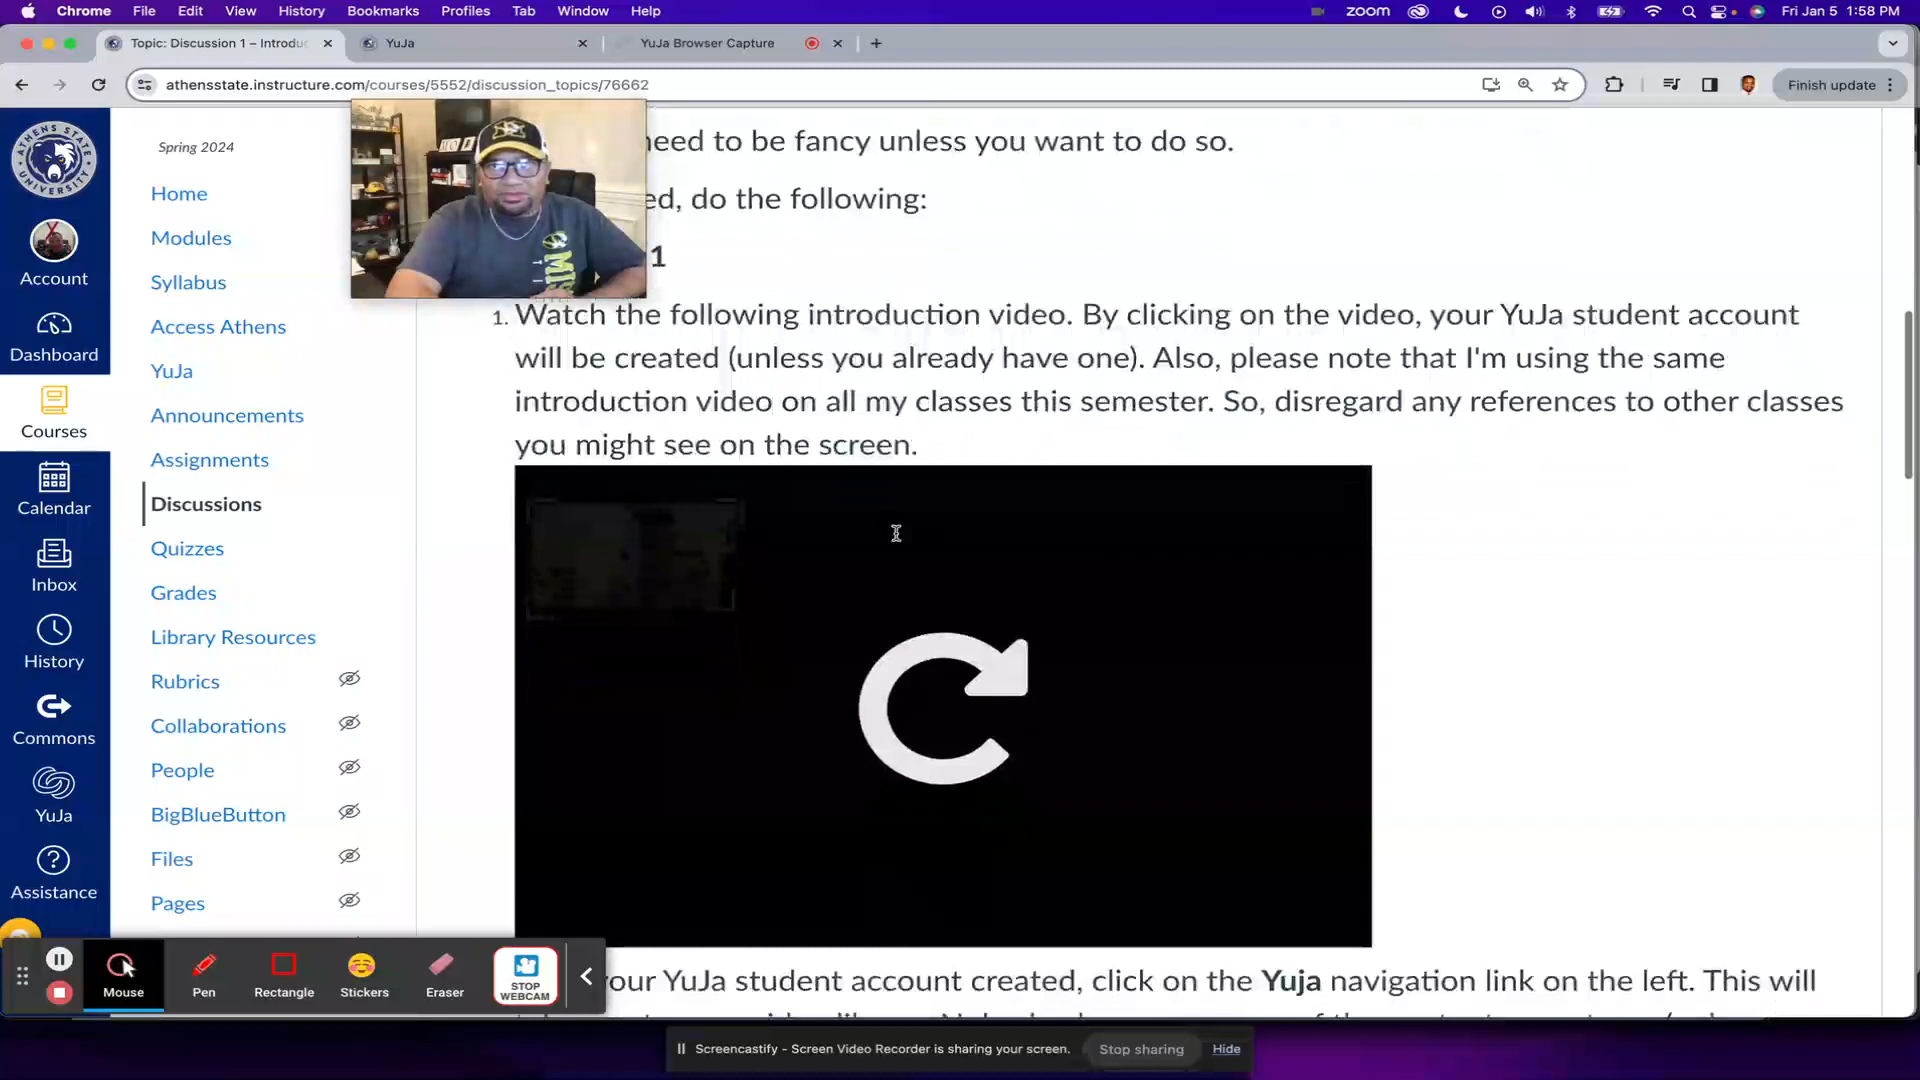 Chrome File Edit View History Bookmarks Profiles Tab Window Help
zoom Fri Jan 5 1:58 PM
Topic: Discussion 1 – Introduc
YuJa
YuJa Browser Capture
athensstate.instructure.com/courses/5552/discussion_topics/76662
Finish update
ATHENS STATE UNIVERSITY
Account
Dashboard
Courses
Calendar
Inbox
History
Commons
YuJa
Assistance
Spring 2024
Home
Modules
Syllabus
Access Athens
YuJa
Announcements
Assignments
Discussions
Quizzes
Grades
Library Resources
Rubrics
Collaborations
People
BigBlueButton
Files
Pages
need to be fancy unless you want to do so.
ed, do the following:
1
1. Watch the following introduction video. By clicking on the video, your YuJa student account
will be created (unless you already have one). Also, please note that I'm using the same
introduction video on all my classes this semester. So, disregard any references to other classes
you might see on the screen.
our YuJa student account created, click on the Yuja navigation link on the left. This will
Mouse
Pen
Rectangle
Stickers
Eraser
STOP
WEBCAM
Screencastify - Screen Video Recorder is sharing your screen.
Stop sharing
Hide